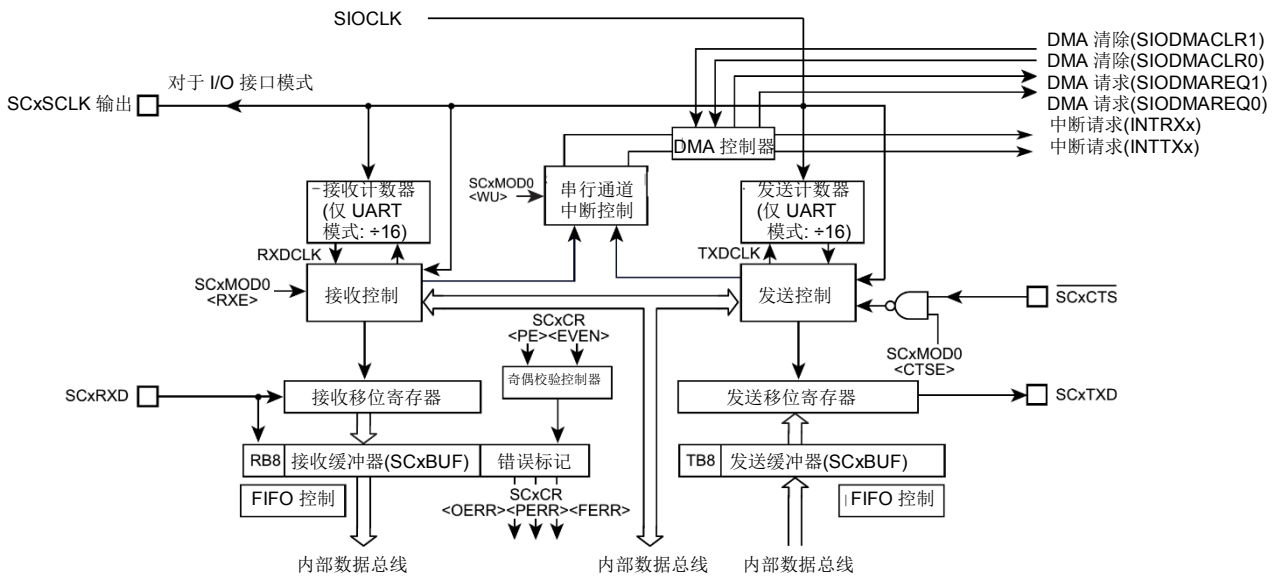 SIOCLK
DMA 清除(SIODMACLR1)
DMA 清除(SIODMACLR0)
DMA 请求(SIODMAREQ1)
DMA 请求(SIODMAREQ0)
中断请求(INTRXx)
中断请求(INTTXx)
对于 I/O 接口模式
SCxSCLK 输出
DMA 控制器
接收计数器
(仅 UART
模式: ÷16)
SCxMOD0
<WU>
串行通道
中断控制
发送计数器
(仅 UART
模式: ÷16)
RXDCLK
TXDCLK
SCxMOD0
<RXE>
接收控制
发送控制
SCxCTS
SCxMOD0
<CTSE>
SCxCR
<PE><EVEN>
奇偶校验控制器
SCxRXD
接收移位寄存器
发送移位寄存器
SCxTXD
RB8 接收缓冲器(SCxBUF) 错误标记
TB8 发送缓冲器(SCxBUF)
FIFO 控制
SCxCR
<OERR><PERR><FERR>
FIFO 控制
内部数据总线
内部数据总线
内部数据总线